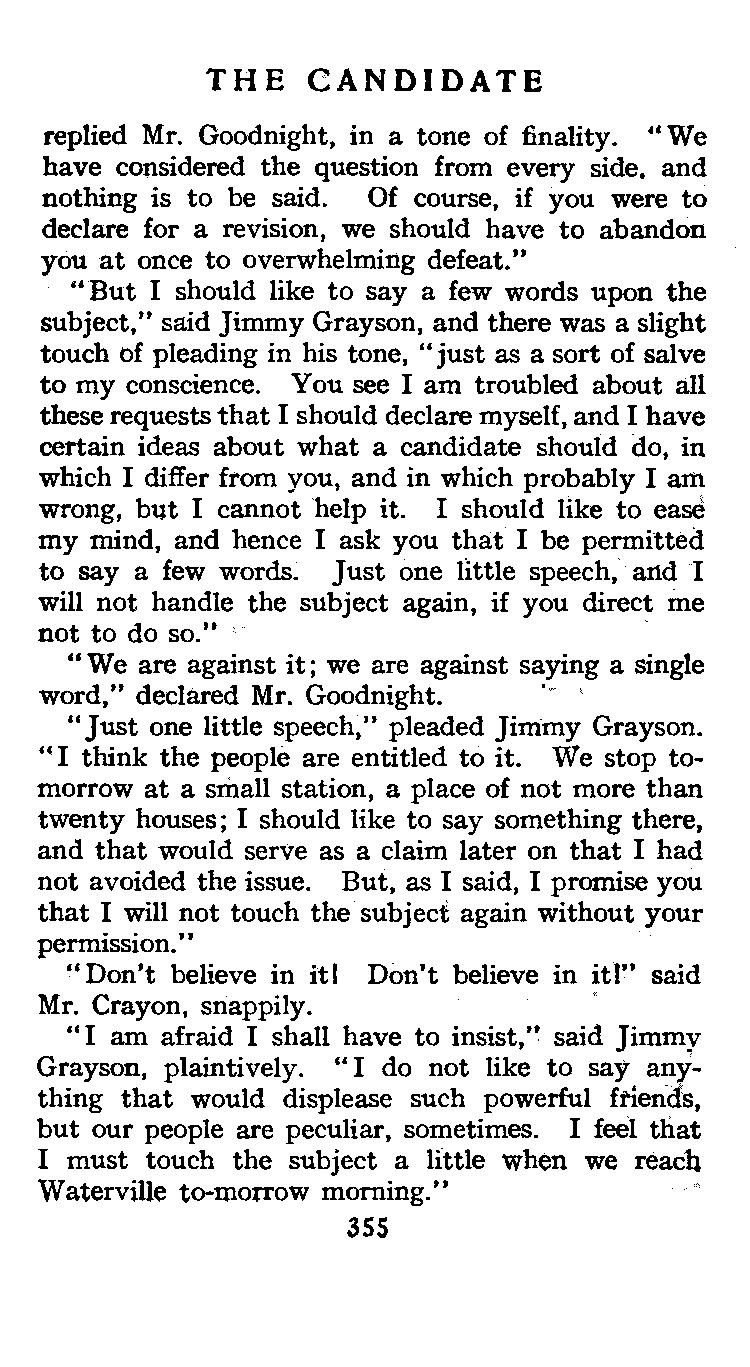 THE CANDIDATE
replied Mr. Goodnight, in a tone of finality. "We
have considered the question from every side, and
nothing is to be said. Of course, if you were to
declare for a revision, we should have to abandon
you at once to overwhelming defeat."
"But I should like to say a few words upon the
subject," said Jimmy Grayson, and there was a slight
touch of pleading in his tone, "just as a sort of salve
to my conscience. You see I am troubled about all
these requests that I should declare myself, and I have
certain ideas about what a candidate should do, in
which I differ from you, and in which probably I am
wrong, but I cannot help it. I should like to ease
my mind, and hence I ask you that I be permitted
to say a few words. Just one little speech, and I
will not handle the subject again, if you direct me
not to do so."
"We are against it; we are against saying a single
word," declared Mr. Goodnight.
"Just one little speech," pleaded Jimmy Grayson.
"I think the people are entitled to it. We stop to-
morrow at a small station, a place of not more than
twenty houses; I should like to say something there,
and that would serve as a claim later on that I had
not avoided the issue. But, as I said, I promise you
that I will not touch the subject again without your
permission."
"Don't believe in it! Don't believe in it!" said
Mr. Crayon, snappily.
"I am afraid I shall have to insist," said Jimmy
Grayson, plaintively. "I do not like to say any-
thing that would displease such powerful friends,
but our people are peculiar, sometimes. I feel that
I must touch the subject a little when we reach
Waterville to-morrow morning."
355